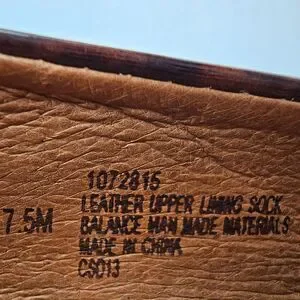 1072815
LEATHER UPPER LINING SOCK
7.5M BALANCE MAN MADE MATERIALS
MADE IN CHINA
CS013